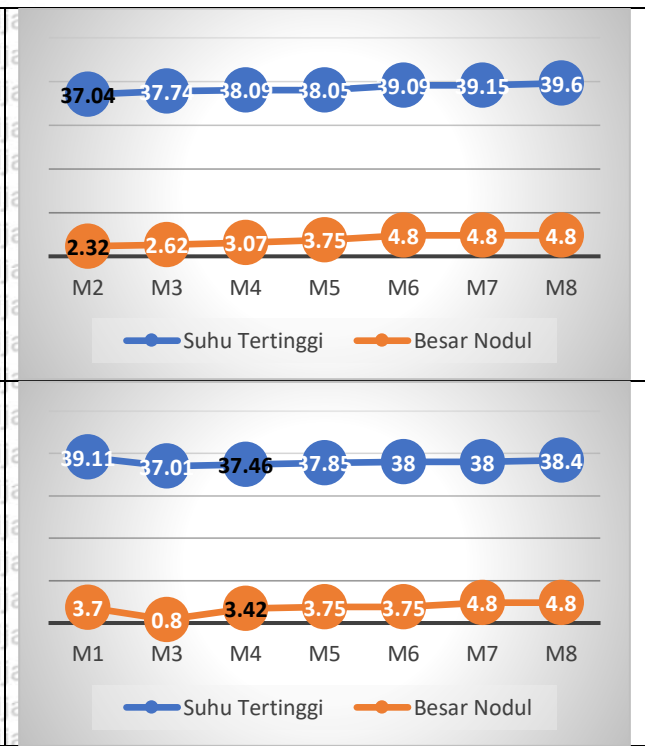 37.04 37.74 38.09 38.05 39.09 39.15 39.6
2.32 2.62 3.07 3.75 4.8 4.8 4.8
M2 M3 M4 M5 M6 M7 M8
Suhu Tertinggi Besar Nodul
39.11 37.01 37.46 37.85 38 38 38.4
3.7 0.8 3.42 3.75 3.75 4.8 4.8
M1 M3 M4 M5 M6 M7 M8
Suhu Tertinggi Besar Nodul